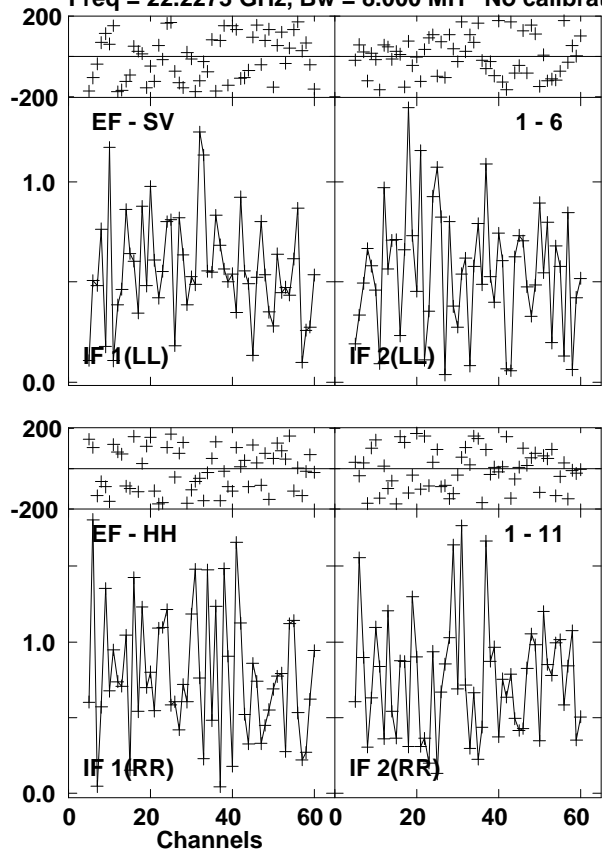 Freq = 22.2273 GHz, Bw = 8.000 MH No calibrat
200
-200
EF - SV
1 - 6
1.0
IF 1(LL)
IF 2(LL)
0.0
200
-200
EF - HH
1 - 11
1.0
IF 1(RR)
IF 2(RR)
0.0
0 20 40 60 0 20 40 60
Channels